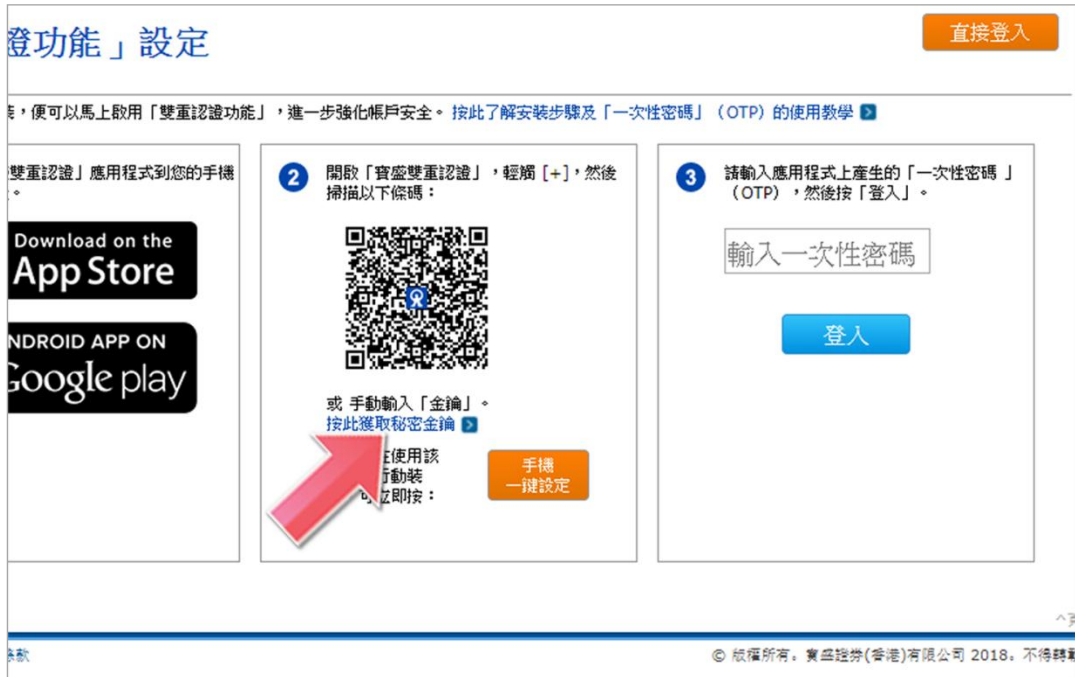 證功能」設定
直接登入
,便可以馬上啟用「雙重認證功能」,進一步強化帳戶安全。按此了解安裝步驟及「一次性密碼」(OTP) 的使用教學
雙重認證」應用程式到您的手機
。
Download on the
App Store
NDROID APP ON
Google play
2
開啟「寶盛雙重認證」,輕觸 [+],然後
掃描以下條碼:
或 手動輸入「金鑰」。
按此獲取秘密金鑰
使用該
行動裝
可立即按:
手機
一鍵設定
3
請輸入應用程式上產生的「一次性密碼 」
(OTP) ,然後按「登入」。
輸入一次性密碼
登入
^頁
條款
© 版權所有。寶盛證券(香港)有限公司 2018。不得轉載